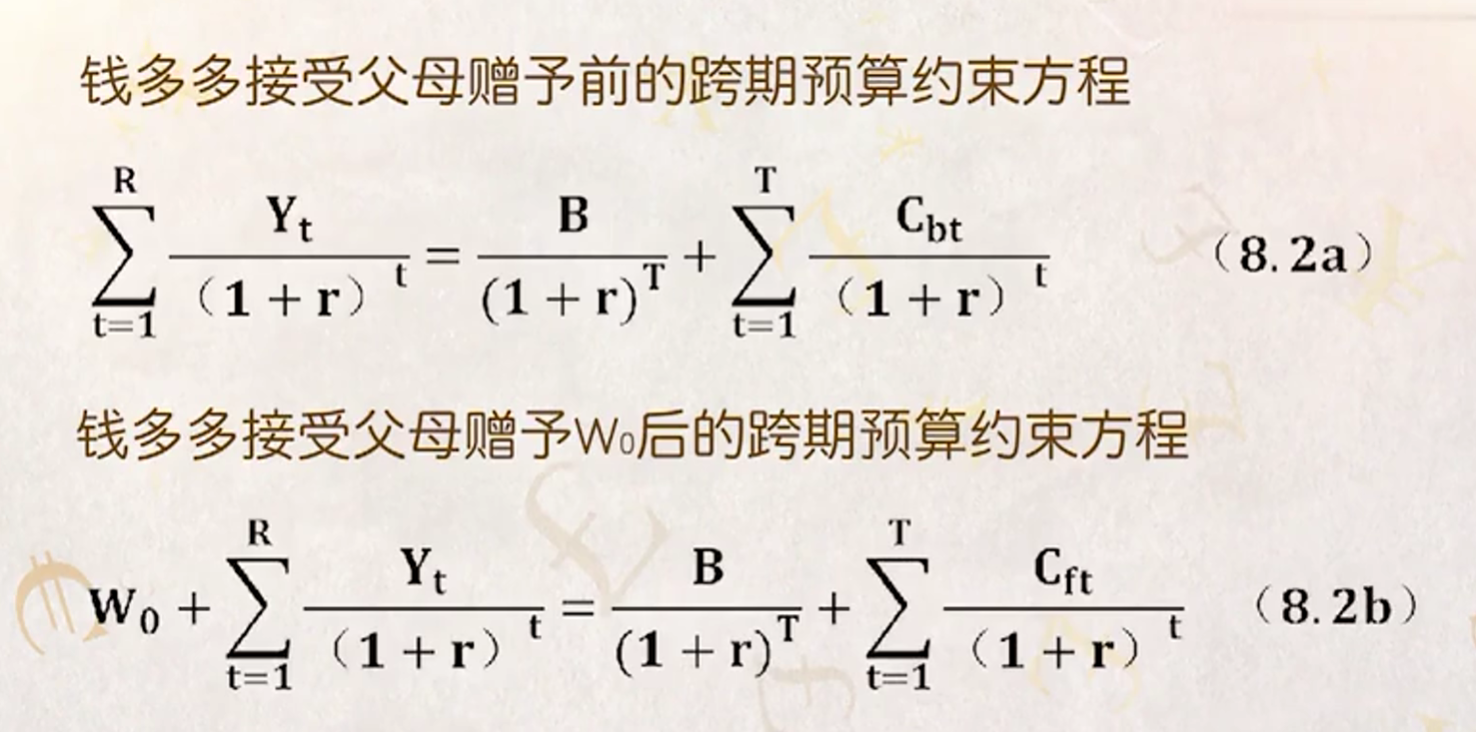 钱多多接受父母赠予前的跨期预算约束方程
\sum_{t=1}^{R} \frac{Y_t}{(1+r)^t} = \frac{B}{(1+r)^T} + \sum_{t=1}^{T} \frac{C_{bt}}{(1+r)^t} （8.2a）
钱多多接受父母赠予W₀后的跨期预算约束方程
W_0 + \sum_{t=1}^{R} \frac{Y_t}{(1+r)^t} = \frac{B}{(1+r)^T} + \sum_{t=1}^{T} \frac{C_{ft}}{(1+r)^t} （8.2b）